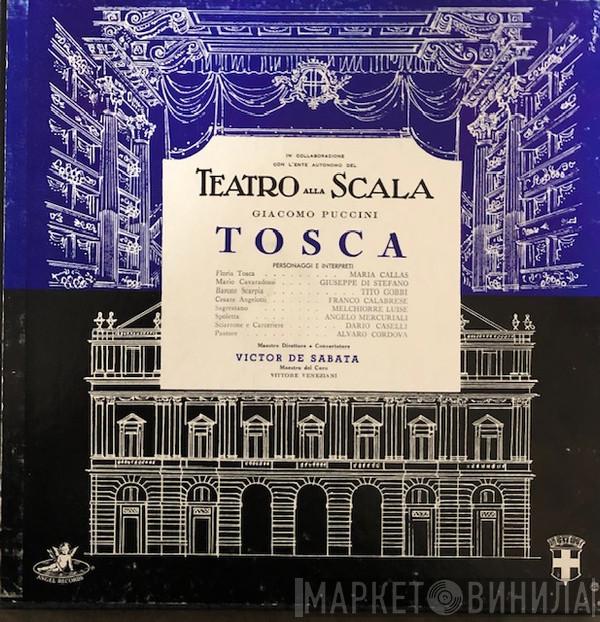 IN COLLABORAZIONE
CON L'ENTE AUTONOMO DEL
TEATRO ALLA SCALA
GIACOMO PUCCINI
TOSCA
PERSONAGGI E INTERPRETI
Floria Tosca . . . . . . . . . MARIA CALLAS
Mario Cavaradossi . . . . . . GIUSEPPE DI STEFANO
Barone Scarpia . . . . . . . . TITO GOBBI
Cesare Angelotti . . . . . . FRANCO CALABRESE
Sagrestano . . . . . . . . MELCHIORRE LUISE
Spoletta . . . . . . . . ANGELO MERCURIALI
Sciarrone e Carceriere . . . . . DARIO CASELLI
Pastore . . . . . . . . . ALVARO CORDOVA
Maestro Direttore e Concertatore
VICTOR DE SABATA
Maestro del Coro
VITTORE VENEZIANI
ANGEL RECORDS
МАРКЕТ ВИНИЛА